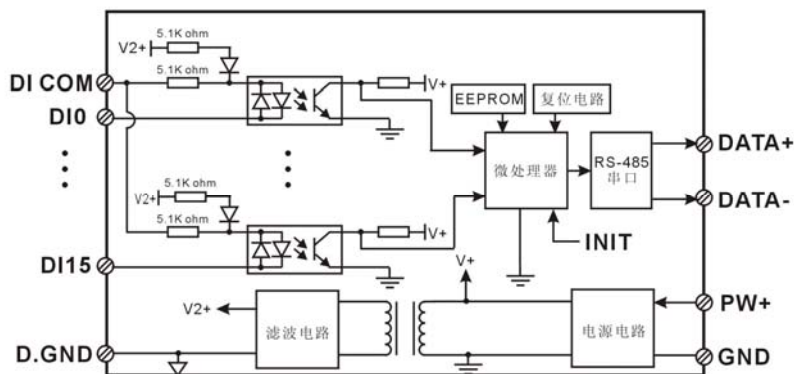 5.1K ohm
V2+
5.1K ohm
DI COM
V+
EEPROM
复位电路
DI0
DATA+
微处理器
RS-485
串口
5.1K ohm
V2+
5.1K ohm
DATA-
V+
INIT
DI15
V+
V2+
滤波电路
电源电路
PW+
D.GND
GND